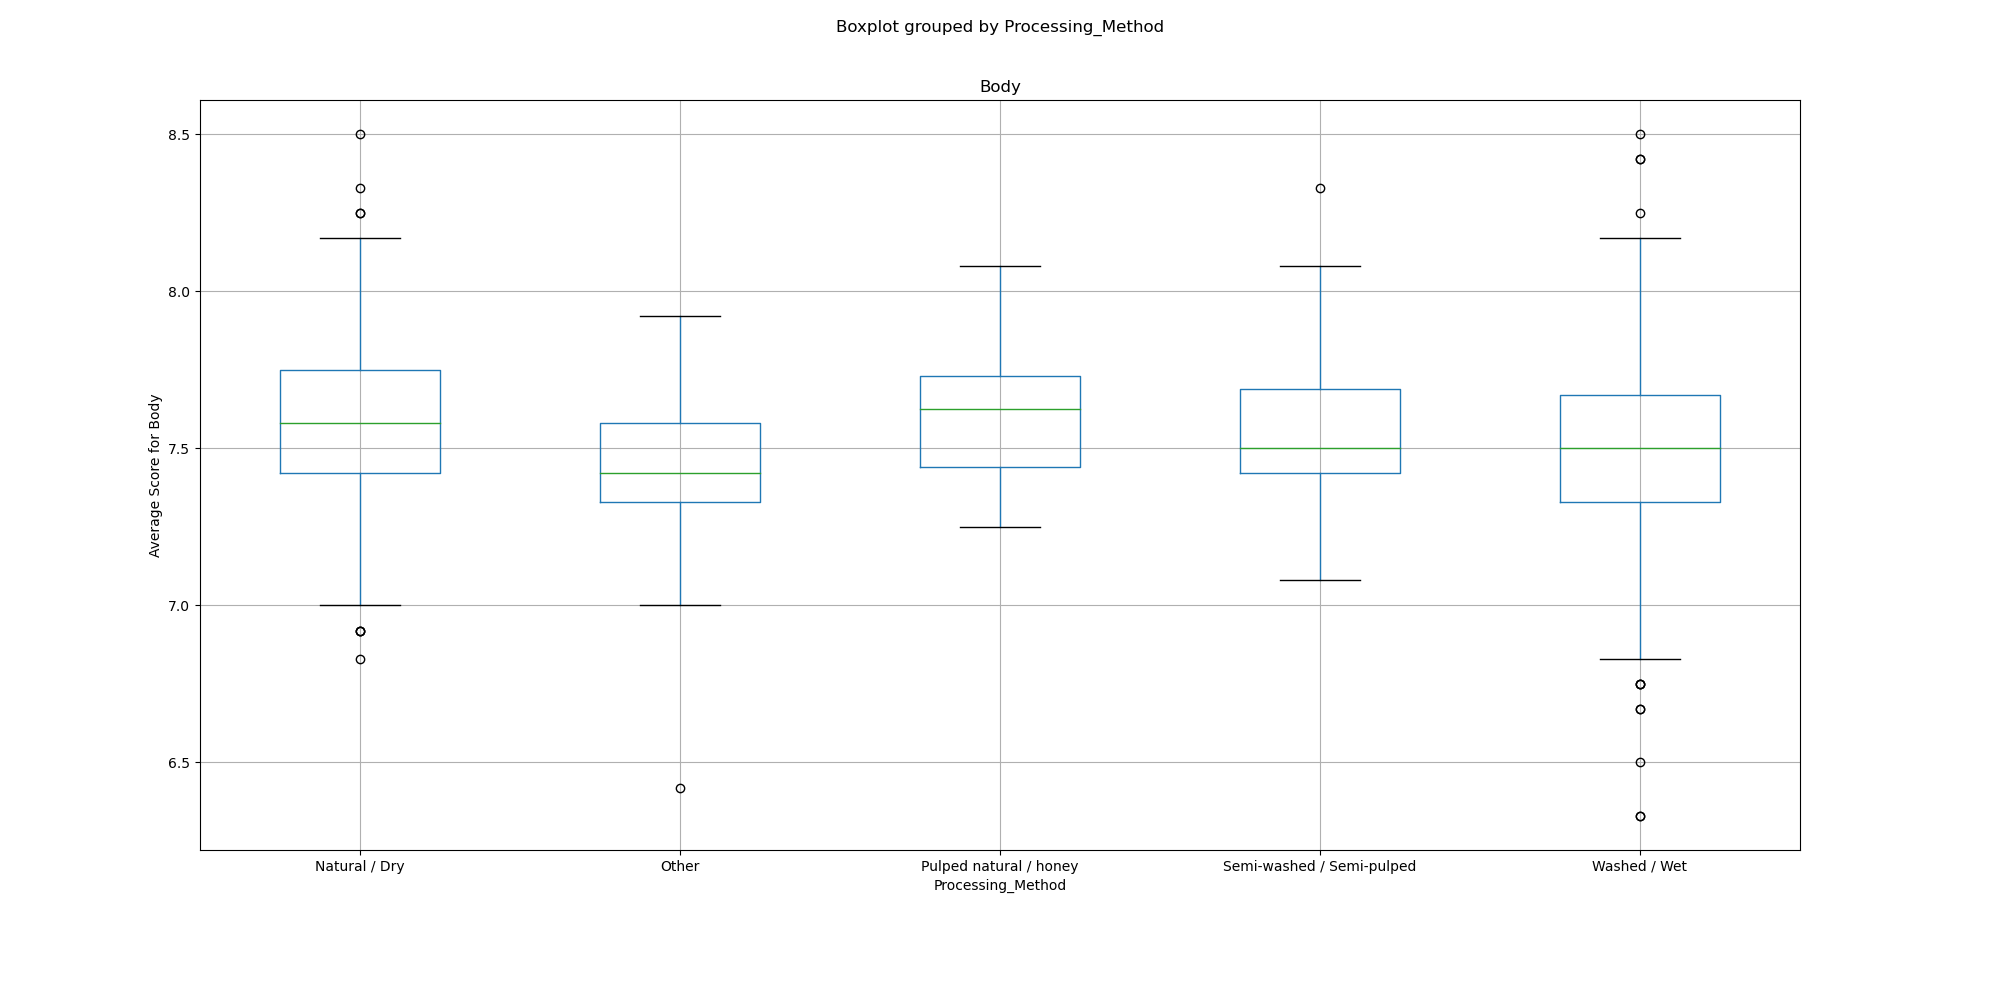 Boxplot grouped by Processing_Method
Body
Average Score for Body
8.5
8.0
7.5
7.0
6.5
Natural / Dry
Other
Pulped natural / honey
Semi-washed / Semi-pulped
Washed / Wet
Processing_Method